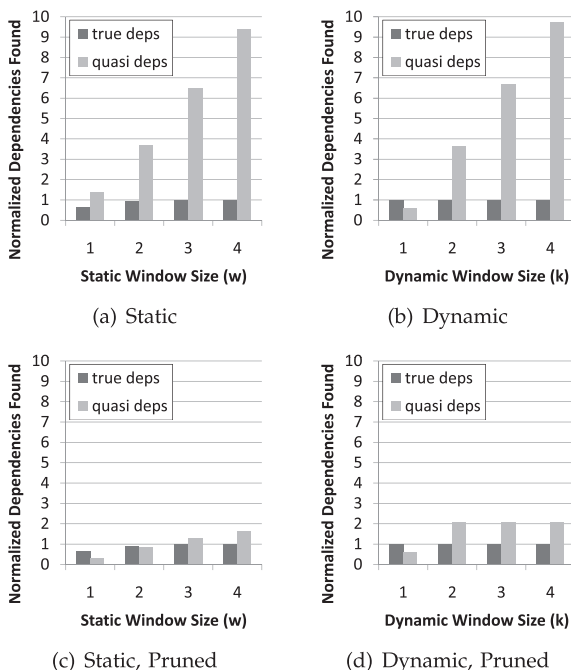 Normalized Dependencies Found
10
9
8
7
6
5
4
3
2
1
0
true deps
quasi deps
1 2 3 4
Static Window Size (w)
(a) Static
Normalized Dependencies Found
10
9
8
7
6
5
4
3
2
1
0
true deps
quasi deps
1 2 3 4
Dynamic Window Size (k)
(b) Dynamic
Normalized Dependencies Found
10
9
8
7
6
5
4
3
2
1
0
true deps
quasi deps
1 2 3 4
Static Window Size (w)
(c) Static, Pruned
Normalized Dependencies Found
10
9
8
7
6
5
4
3
2
1
0
true deps
quasi deps
1 2 3 4
Dynamic Window Size (k)
(d) Dynamic, Pruned